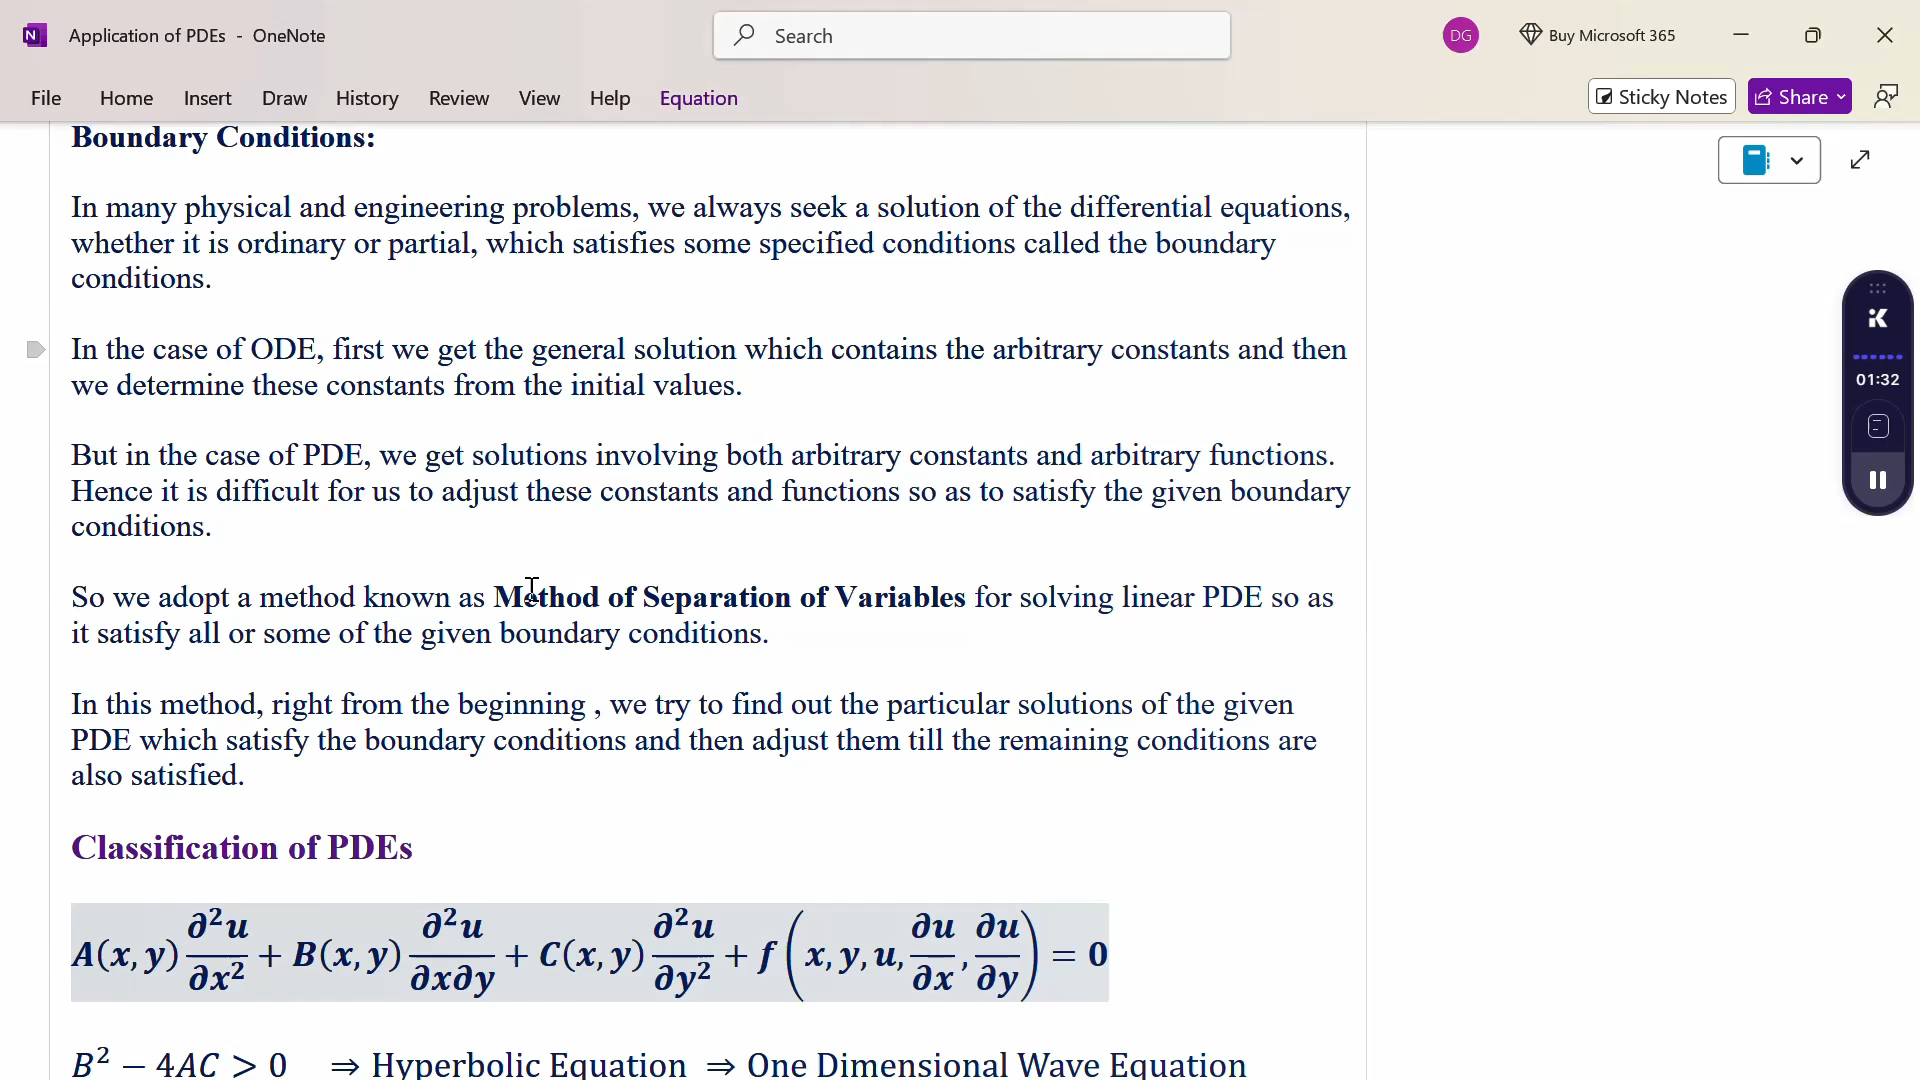 Application of PDEs - OneNote
Search
DG
Buy Microsoft 365
File Home Insert Draw History Review View Help Equation
Sticky Notes
Share
Boundary Conditions:
In many physical and engineering problems, we always seek a solution of the differential equations,
whether it is ordinary or partial, which satisfies some specified conditions called the boundary
conditions.
In the case of ODE, first we get the general solution which contains the arbitrary constants and then
we determine these constants from the initial values.
But in the case of PDE, we get solutions involving both arbitrary constants and arbitrary functions.
Hence it is difficult for us to adjust these constants and functions so as to satisfy the given boundary
conditions.
So we adopt a method known as Method of Separation of Variables for solving linear PDE so as
it satisfy all or some of the given boundary conditions.
In this method, right from the beginning , we try to find out the particular solutions of the given
PDE which satisfy the boundary conditions and then adjust them till the remaining conditions are
also satisfied.
Classification of PDEs
A(x, y) ∂²u/∂x² + B(x, y) ∂²u/∂x∂y + C(x, y) ∂²u/∂y² + f(x, y, u, ∂u/∂x, ∂u/∂y) = 0
B² − 4AC > 0 ⇒ Hyperbolic Equation ⇒ One Dimensional Wave Equation
01:32